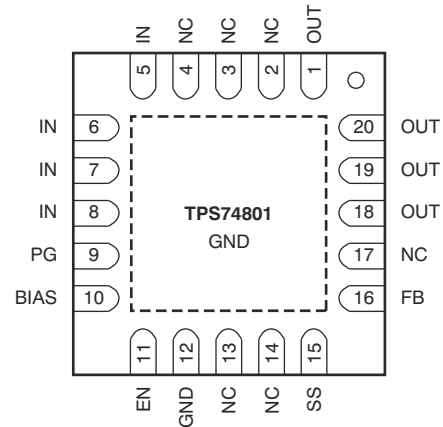 IN NC NC NC OUT
5 4 3 2 1
IN 6 20 OUT
IN 7 19 OUT
IN 8 18 OUT
PG 9 17 NC
BIAS 10 16 FB
TPS74801
GND
11 12 13 14 15
EN GND NC NC SS